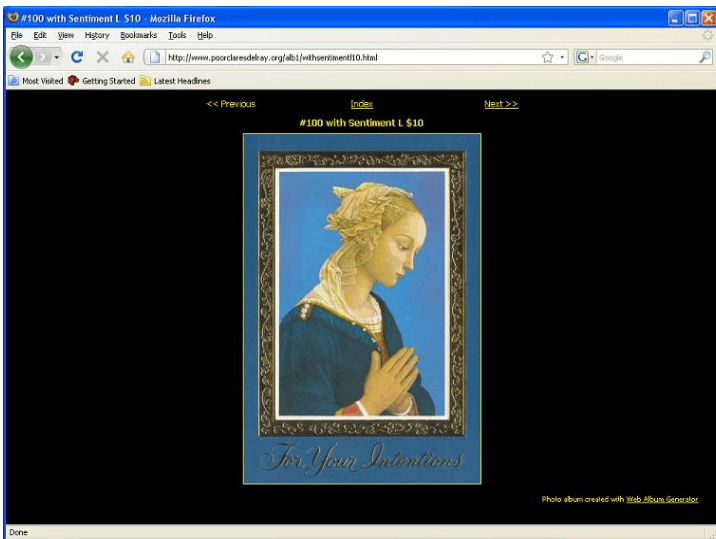 #100 with Sentiment L $10 - Mozilla Firefox
File Edit View History Bookmarks Tools Help
http://www.poorclaresdelray.org/alb1/withsentimentl10.html
Google
Most Visited Getting Started Latest Headlines
<< Previous Index Next >>
#100 with Sentiment L $10
For Your Intentions
Photo album created with Web Album Generator
Done